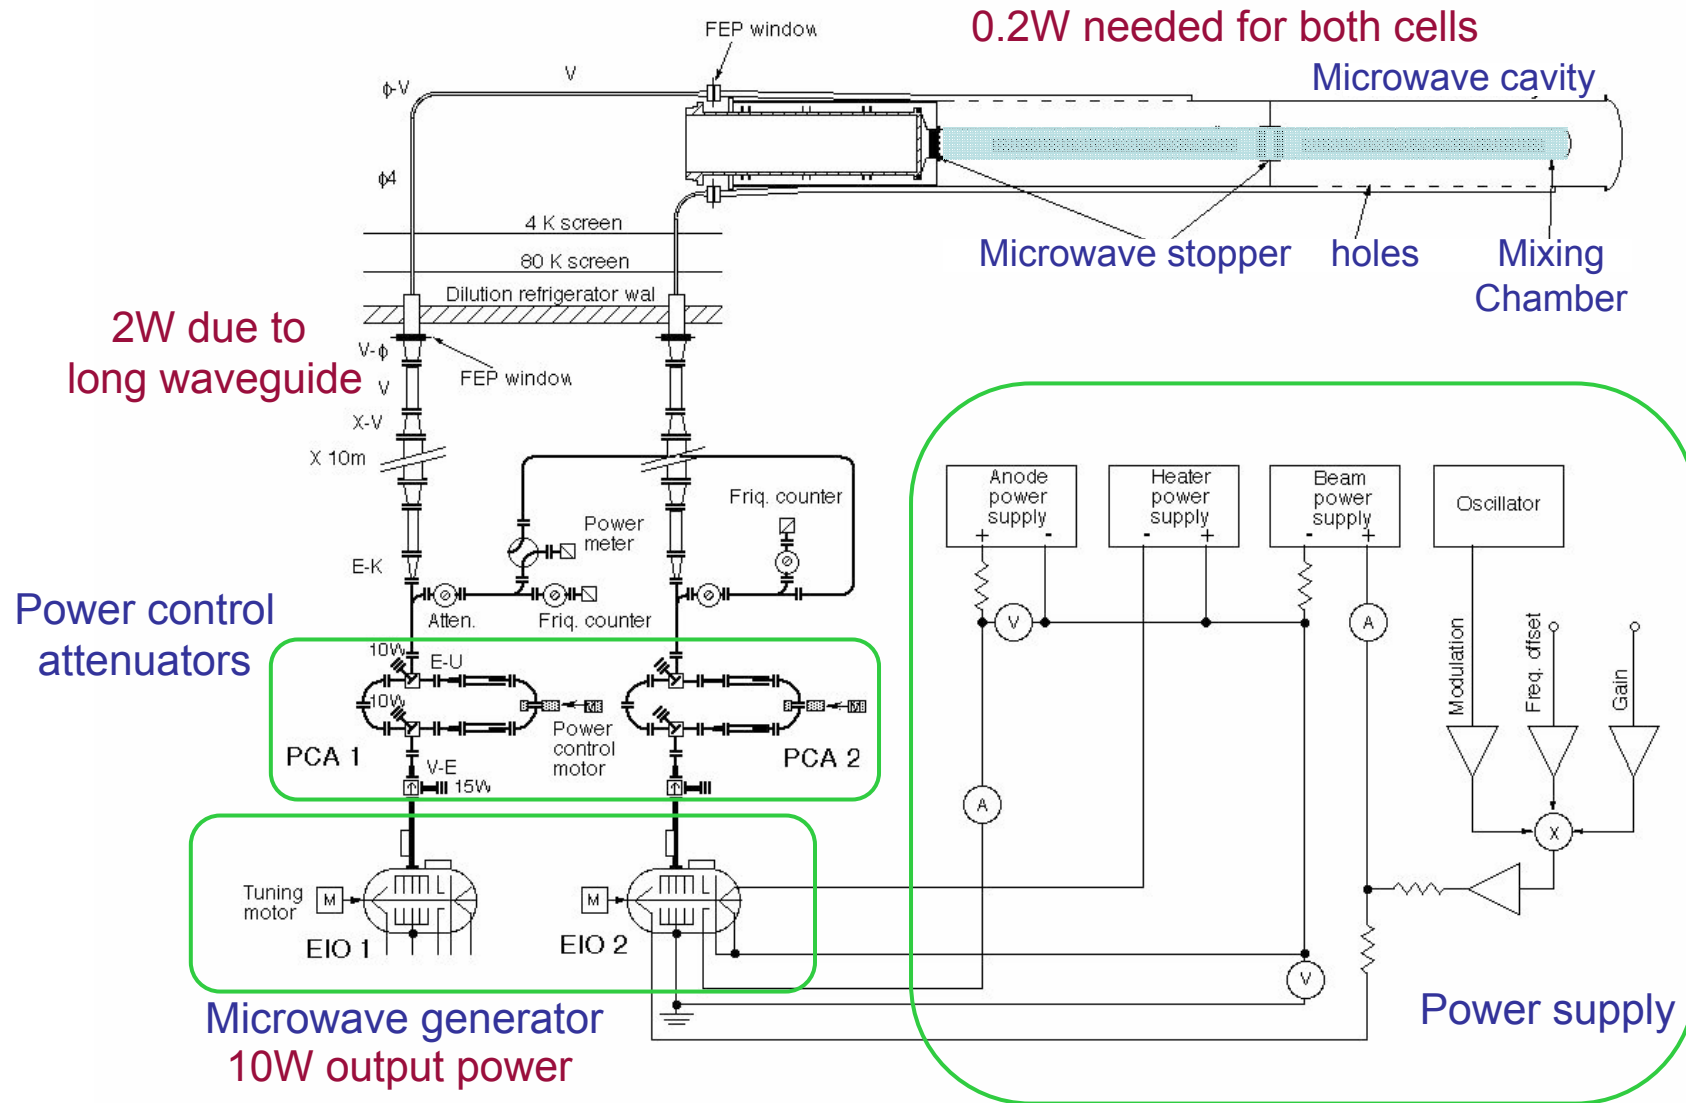 0.2W needed for both cells
FEP window
Microwave cavity
V
ϕ-V
ϕ4
4 K screen
80 K screen
Dilution refrigerator wal
Microwave stopper
holes
Mixing
Chamber
2W due to
long waveguide
V-ϕ
V
FEP window
X-V
X 10m
Friq. counter
Power
meter
E-K
Atten.
Friq. counter
Power control
attenuators
10W
E-U
10W
Power
control
motor
M
M
PCA 1
PCA 2
V-E
15W
Tuning
motor
M
M
EIO 1
EIO 2
Microwave generator
10W output power
Anode
power
supply
+ -
Heater
power
supply
- +
Beam
power
supply
- +
Oscillator
V
A
Modulation
Freq. offset
Gain
A
X
V
Power supply